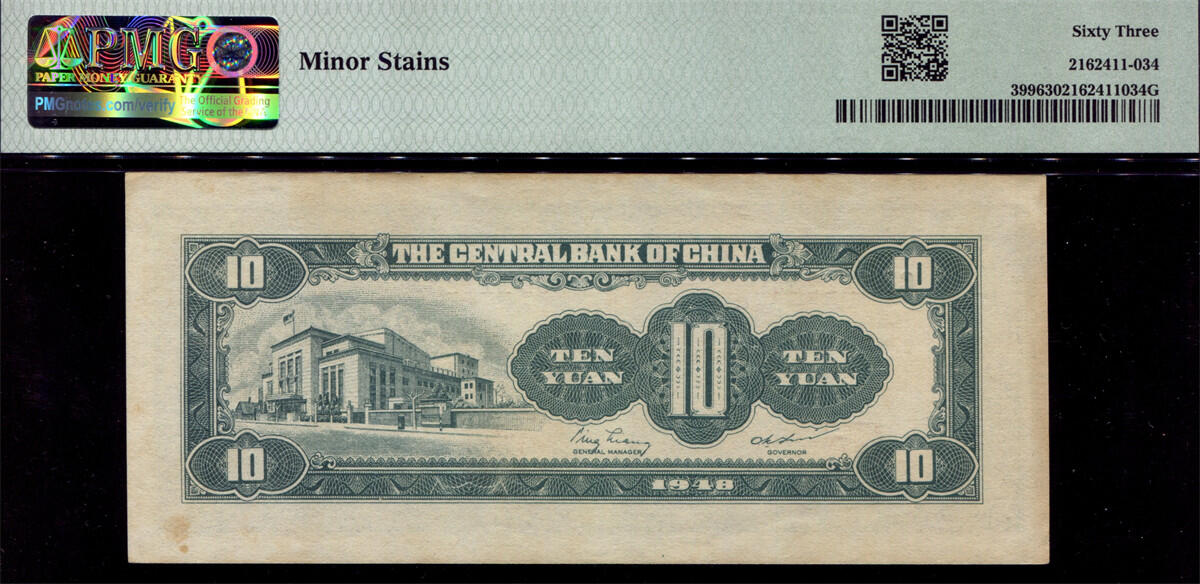 PMG
PAPER MONEY GUARANTY
PMGnotes.com/verify
The Official Grading
Service of the
Minor Stains
Sixty Three
2162411-034
3996302162411034G
THE CENTRAL BANK OF CHINA
10
10
TEN
YUAN
10
TEN
YUAN
GENERAL MANAGER
GOVERNOR
10
10
1948